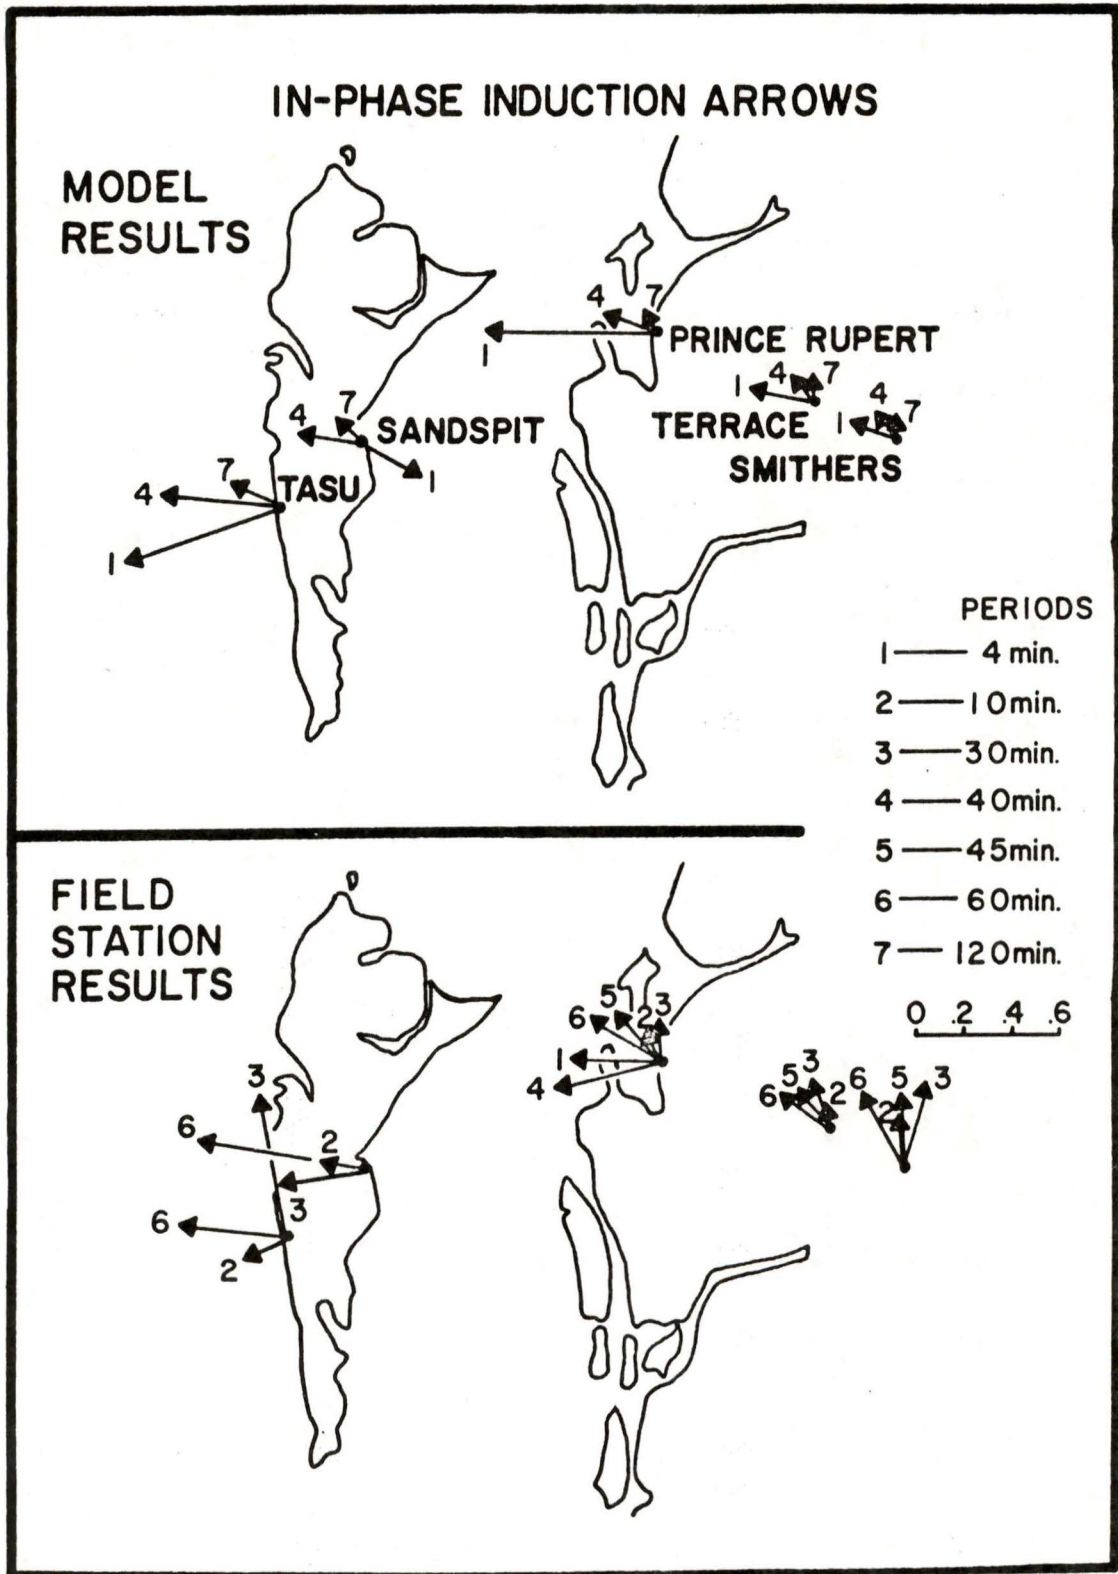 IN-PHASE INDUCTION ARROWS
MODEL
RESULTS
4
7
1
PRINCE RUPERT
1
4
7
TERRACE
1
4
7
SMITHERS
7
4
SANDSPIT
1
7
4
TASU
1
PERIODS
1 — 4 min.
2 — 10 min.
3 — 30 min.
4 — 40 min.
5 — 45 min.
6 — 60 min.
7 — 120 min.
0 .2 .4 .6
FIELD
STATION
RESULTS
5
2
3
6
1
4
3
5
6
2
6
5
3
2
3
6
2
3
6
2